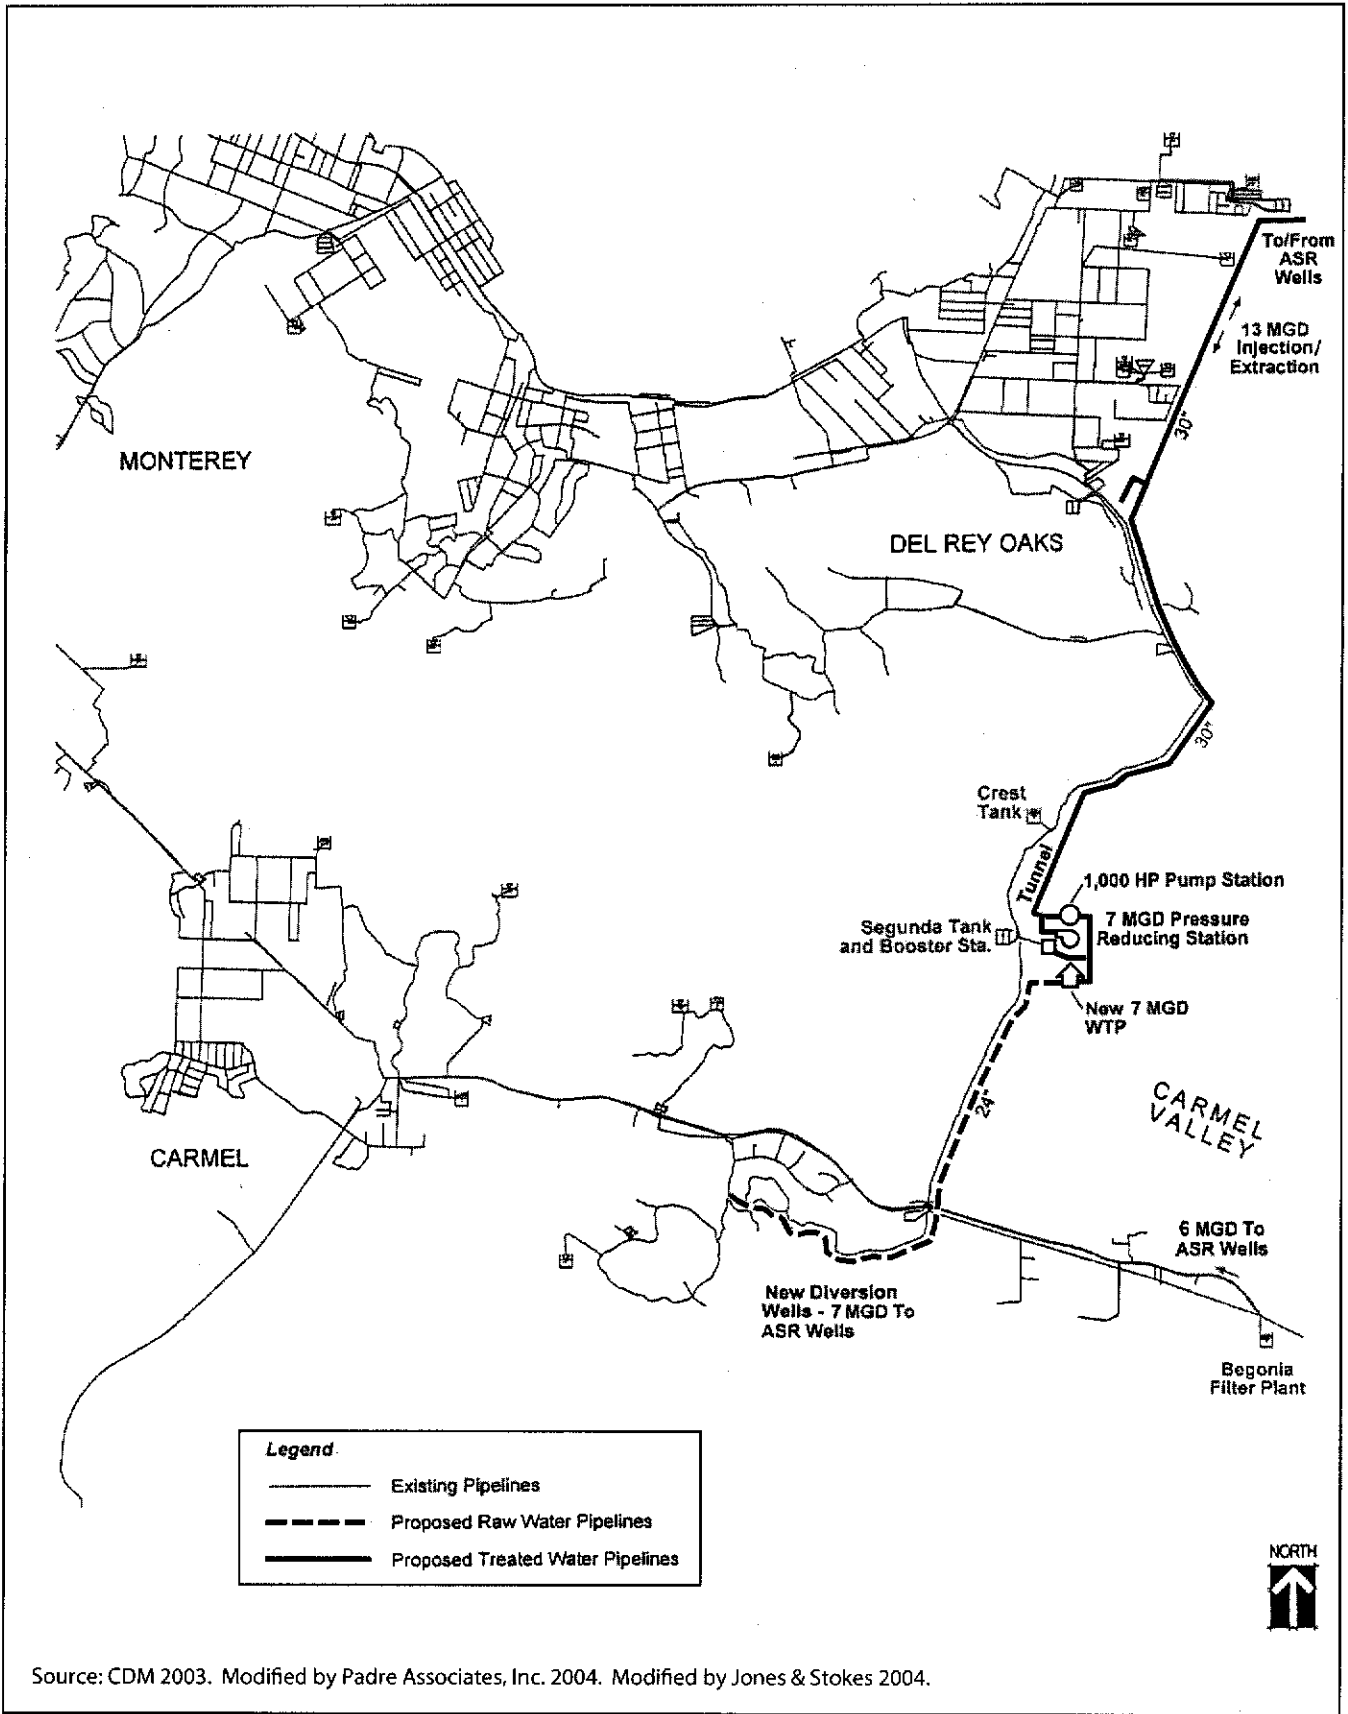 To/From
ASR
Wells
13 MGD
Injection/
Extraction
30"
MONTEREY
DEL REY OAKS
30"
Crest
Tank
Tunnel
1,000 HP Pump Station
7 MGD Pressure
Reducing Station
Segunda Tank
and Booster Sta.
New 7 MGD
WTP
24"
CARMEL
VALLEY
CARMEL
6 MGD To
ASR Wells
New Diversion
Wells - 7 MGD To
ASR Wells
Begonia
Filter Plant
Legend
Existing Pipelines
Proposed Raw Water Pipelines
Proposed Treated Water Pipelines
NORTH
Source: CDM 2003. Modified by Padre Associates, Inc. 2004. Modified by Jones & Stokes 2004.